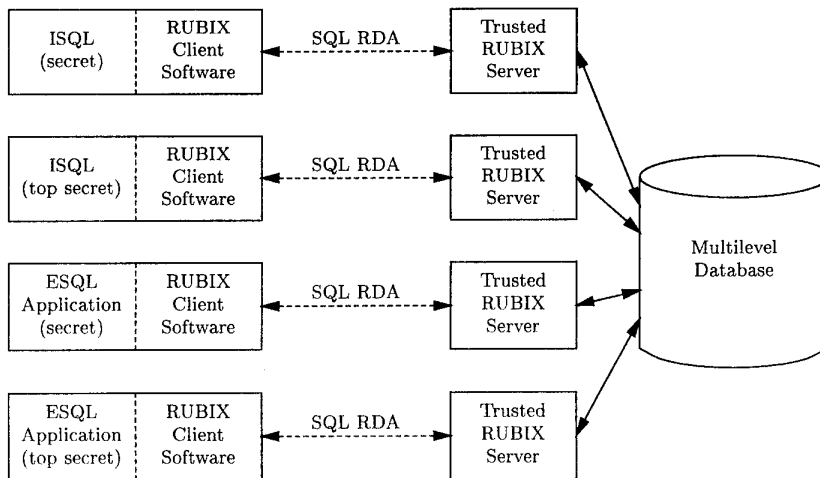 ISQL
(secret)
RUBIX
Client
Software
SQL RDA
Trusted
RUBIX
Server
ISQL
(top secret)
RUBIX
Client
Software
SQL RDA
Trusted
RUBIX
Server
Multilevel
Database
ESQL
Application
(secret)
RUBIX
Client
Software
SQL RDA
Trusted
RUBIX
Server
ESQL
Application
(top secret)
RUBIX
Client
Software
SQL RDA
Trusted
RUBIX
Server